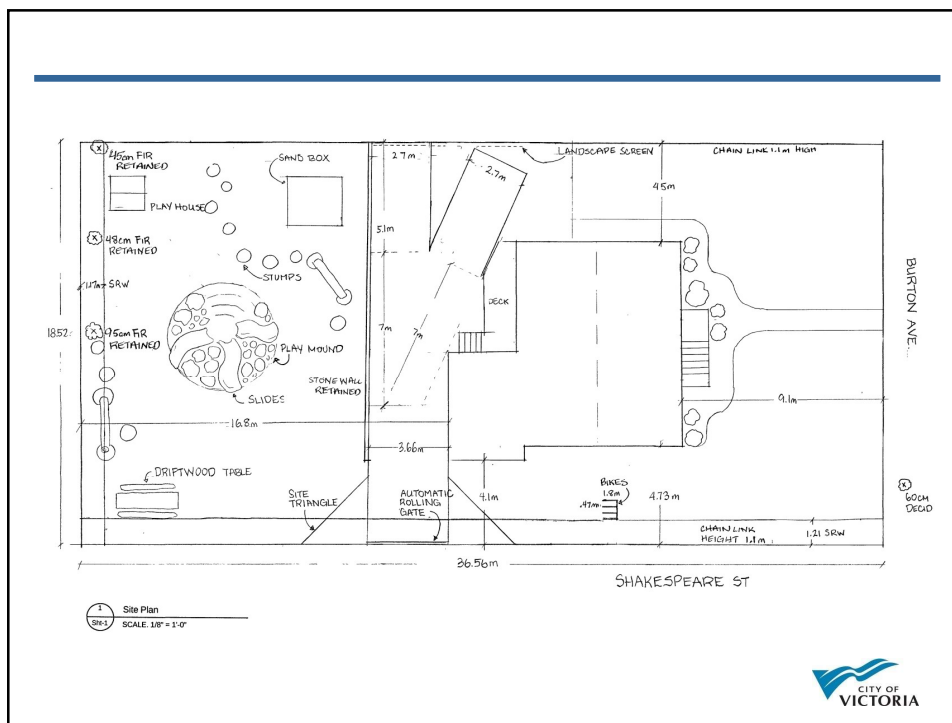 45cm FIR
RETAINED
PLAY HOUSE
SAND BOX
2.7m
2.7m
LANDSCAPE SCREEN
CHAIN LINK 1.1m HIGH
45m
5.1m
48cm FIR
RETAINED
STUMPS
SRW
DECK
BURTON AVE.
18.52
95cm FIR
RETAINED
PLAY MOUND
7m
7m
STONE WALL
RETAINED
SLIDES
9.1m
16.8m
3.66m
DRIFTWOOD TABLE
SITE
TRIANGLE
AUTOMATIC
ROLLING
GATE
4.1m
BIKES
1.8m
.47m
4.73m
60cm
DECID
CHAIN LINK
HEIGHT 1.1m
1.21 SRW
36.56m
SHAKESPEARE ST
1
Sht-1
Site Plan
SCALE. 1/8" = 1'-0"
CITY OF
VICTORIA